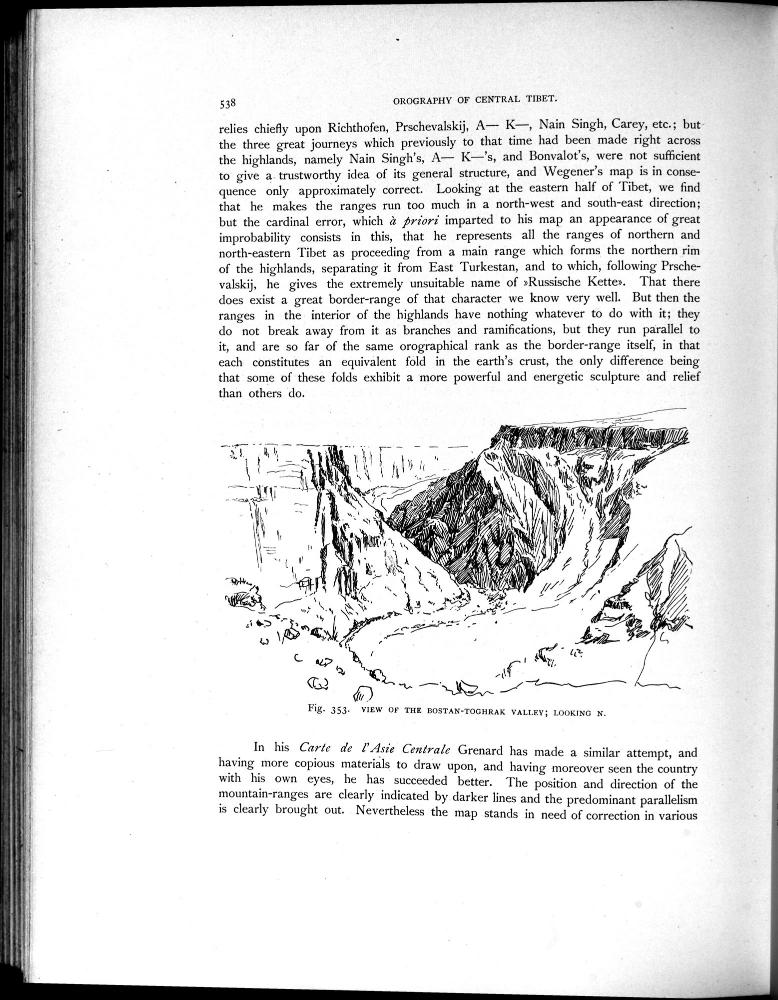 538
OROGRAPHY OF CENTRAL TIBET.
relies chiefly upon Richthofen, Prschevalskij, A— K—, Nain Singh, Carey, etc.; but
the three great journeys which previously to that time had been made right across
the highlands, namely Nain Singh's, A— K—'s, and Bonvalot's, were not sufficient
to give a trustworthy idea of its general structure, and Wegener's map is in conse-
quence only approximately correct. Looking at the eastern half of Tibet, we find
that he makes the ranges run too much in a north-west and south-east direction;
but the cardinal error, which à priori imparted to his map an appearance of great
improbability consists in this, that he represents all the ranges of northern and
north-eastern Tibet as proceeding from a main range which forms the northern rim
of the highlands, separating it from East Turkestan, and to which, following Prsche-
valskij, he gives the extremely unsuitable name of »Russische Kette». That there
does exist a great border-range of that character we know very well. But then the
ranges in the interior of the highlands have nothing whatever to do with it; they
do not break away from it as branches and ramifications, but they run parallel to
it, and are so far of the same orographical rank as the border-range itself, in that
each constitutes an equivalent fold in the earth's crust, the only difference being
that some of these folds exhibit a more powerful and energetic sculpture and relief
than others do.
Fig. 353. VIEW OF THE BOSTAN-TOGHRAK VALLEY; LOOKING N.
In his Carte de l'Asie Centrale Grenard has made a similar attempt, and
having more copious materials to draw upon, and having moreover seen the country
with his own eyes, he has succeeded better. The position and direction of the
mountain-ranges are clearly indicated by darker lines and the predominant parallelism
is clearly brought out. Nevertheless the map stands in need of correction in various